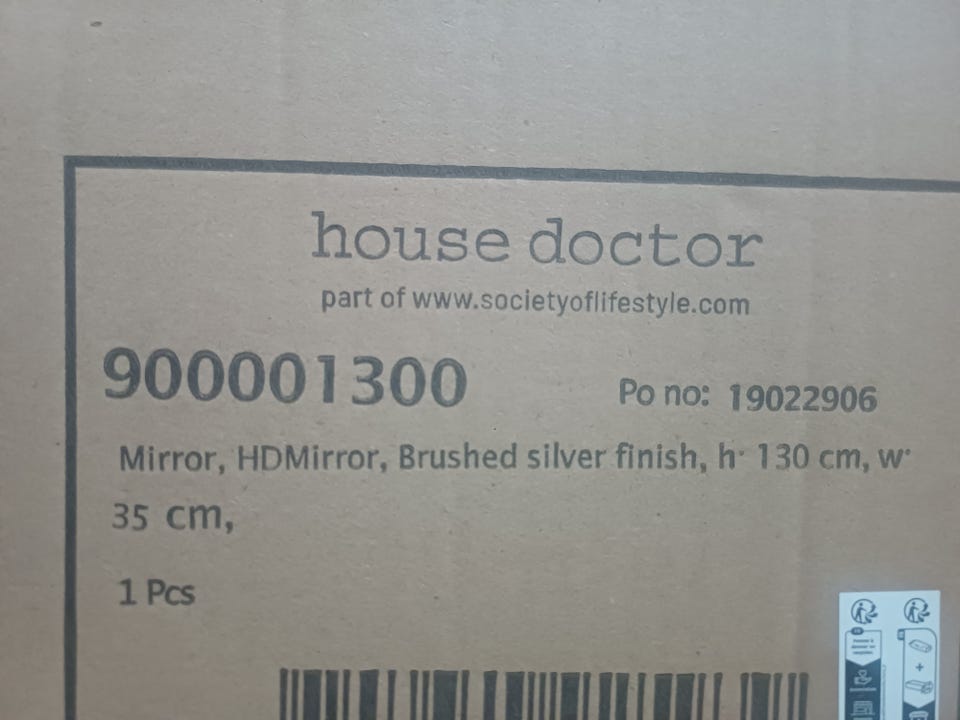 house doctor
part of www.societyoflifestyle.com
900001300
Po no: 19022906
Mirror, HDMirror, Brushed silver finish, h· 130 cm, w·
35 cm,
1 Pcs